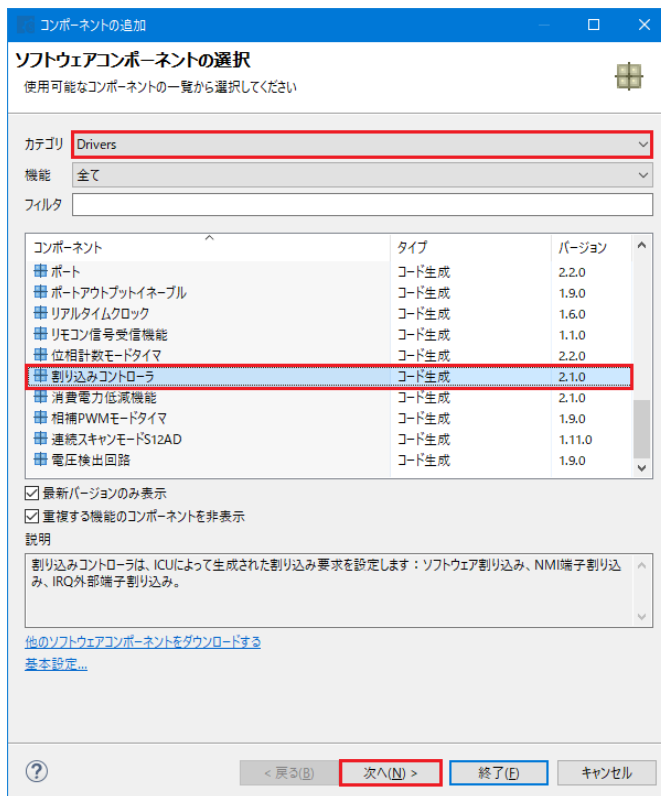 コンポーネントの追加
ソフトウェアコンポーネントの選択
使用可能なコンポーネントの一覧から選択してください
カテゴリ Drivers
機能 全て
フィルタ
コンポーネント タイプ バージョン
ポート コード生成 2.2.0
ポートアウトプットイネーブル コード生成 1.9.0
リアルタイムクロック コード生成 1.6.0
リモコン信号受信機能 コード生成 1.1.0
位相計数モードタイマ コード生成 2.2.0
割り込みコントローラ コード生成 2.1.0
消費電力低減機能 コード生成 2.1.0
相補PWMモードタイマ コード生成 1.9.0
連続スキャンモードS12AD コード生成 1.11.0
電圧検出回路 コード生成 1.9.0
最新バージョンのみ表示
重複する機能のコンポーネントを非表示
説明
割り込みコントローラは、ICUによって生成された割り込み要求を設定します：ソフトウェア割り込み、NMI端子割り込
み、IRQ外部端子割り込み。
他のソフトウェアコンポーネントをダウンロードする
基本設定...
? < 戻る(B) 次へ(N) > 終了(F) キャンセル